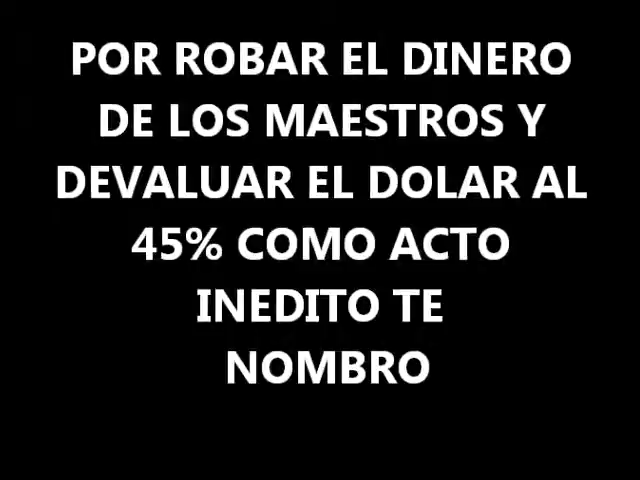 POR ROBAR EL DINERO
DE LOS MAESTROS Y
DEVALUAR EL DOLAR AL
45% COMO ACTO
INEDITO TE
NOMBRO